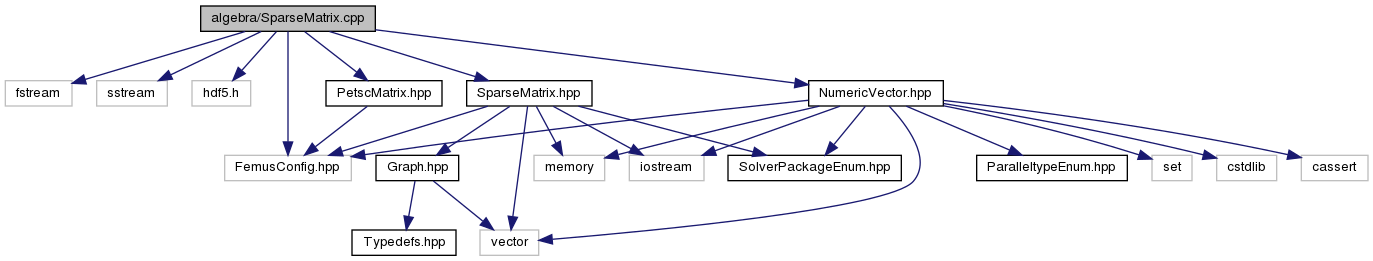 algebra/SparseMatrix.cpp
fstream
sstream
hdf5.h
PetscMatrix.hpp
SparseMatrix.hpp
NumericVector.hpp
FemusConfig.hpp
Graph.hpp
memory
iostream
SolverPackageEnum.hpp
ParalleltypeEnum.hpp
set
cstdlib
cassert
Typedefs.hpp
vector